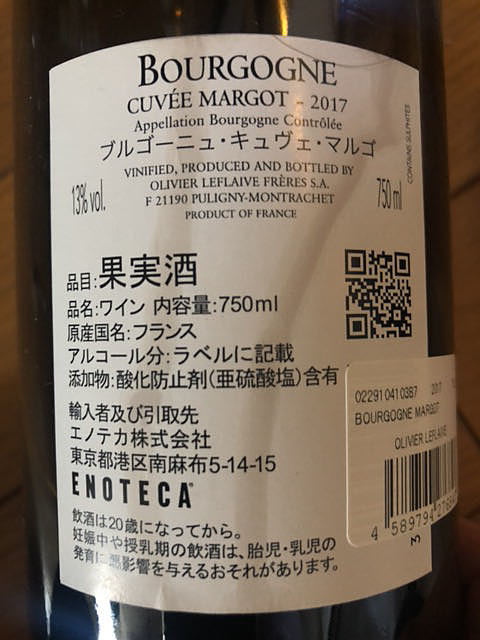 BOURGOGNE
CUVÉE MARGOT - 2017
Appellation Bourgogne Contrôlée
ブルゴーニュ・キュヴェ・マルゴ
VINIFIED, PRODUCED AND BOTTLED BY
OLIVIER LEFLAIVE FRÈRES S.A.
F 21190 PULIGNY-MONTRACHET
PRODUCT OF FRANCE
13% vol.
750 ml
CONTAINS SULPHITES
品目:果実酒
品名:ワイン 内容量:750ml
原産国名:フランス
アルコール分:ラベルに記載
添加物:酸化防止剤(亜硫酸塩)含有
輸入者及び引取先
エノテカ株式会社
東京都港区南麻布5-14-15
ENOTECA
飲酒は20歳になってから。
妊娠中や授乳期の飲酒は、胎児・乳児の
発育に悪影響を与えるおそれがあります。
0229104103B7 2017
BOURGOGNE MARGOT
OLIVIER LEFLAIVE
4 589794
3